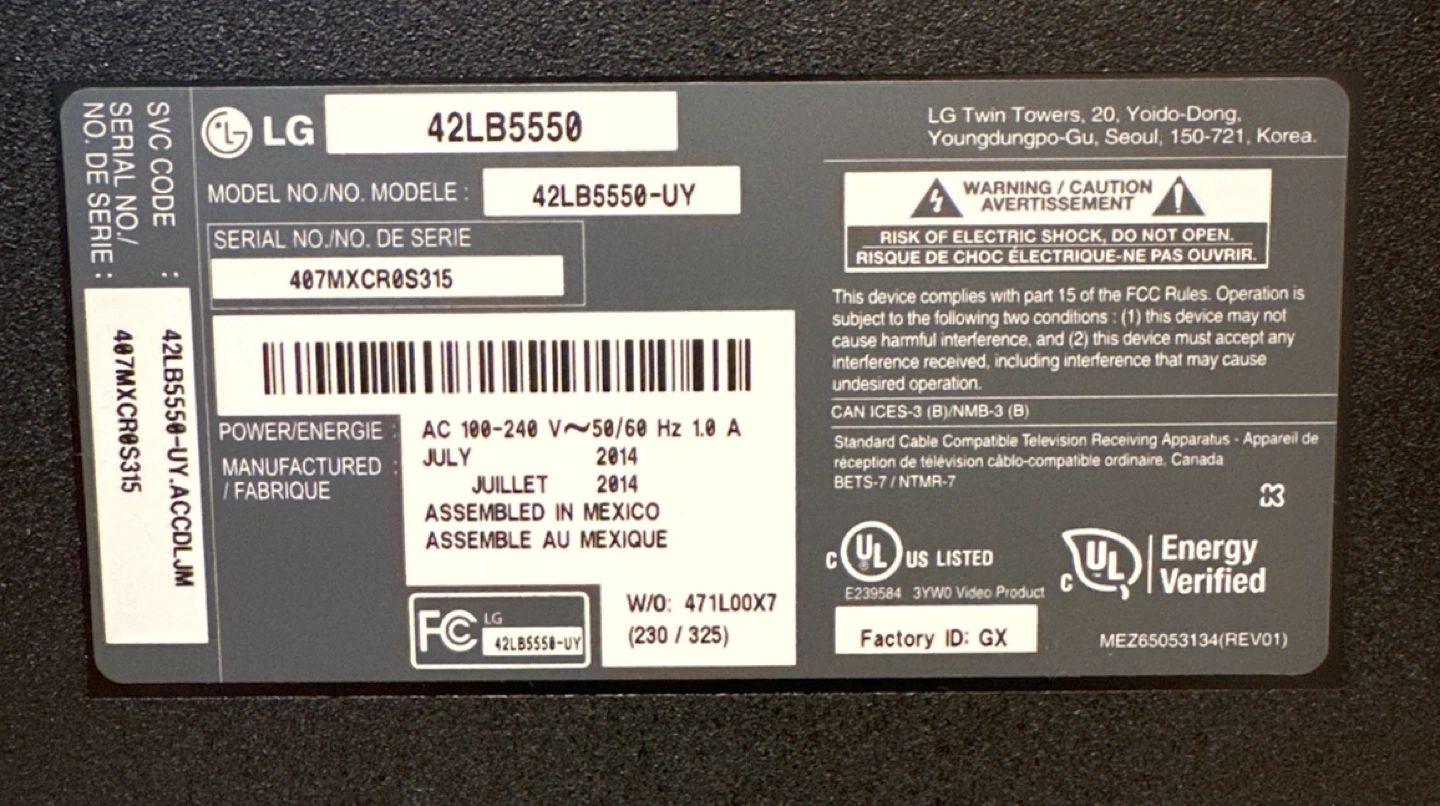 SVC CODE :
SERIAL NO./
NO. DE SERIE :
42LB5550-UY.ACCDLJM
407MXCR0S315
LG
42LB5550
MODEL NO./NO. MODELE :
42LB5550-UY
SERIAL NO./NO. DE SERIE
407MXCR0S315
POWER/ENERGIE : AC 100-240 V~50/60 Hz 1.0 A
MANUFACTURED : JULY 2014
/ FABRIQUE JUILLET 2014
ASSEMBLED IN MEXICO
ASSEMBLE AU MEXIQUE
FC LG
42LB5550-UY
W/O: 471L00X7
(230 / 325)
LG Twin Towers, 20, Yoido-Dong,
Youngdungpo-Gu, Seoul, 150-721, Korea.
WARNING / CAUTION
AVERTISSEMENT
RISK OF ELECTRIC SHOCK, DO NOT OPEN.
RISQUE DE CHOC ÉLECTRIQUE-NE PAS OUVRIR.
This device complies with part 15 of the FCC Rules. Operation is
subject to the following two conditions : (1) this device may not
cause harmful interference, and (2) this device must accept any
interference received, including interference that may cause
undesired operation.
CAN ICES-3 (B)/NMB-3 (B)
Standard Cable Compatible Television Receiving Apparatus - Appareil de
réception de télévision câblo-compatible ordinaire, Canada
BETS-7 / NTMR-7
C UL US LISTED
E239584 3YW0 Video Product
C UL Energy
Verified
Factory ID: GX
MEZ65053134(REV01)